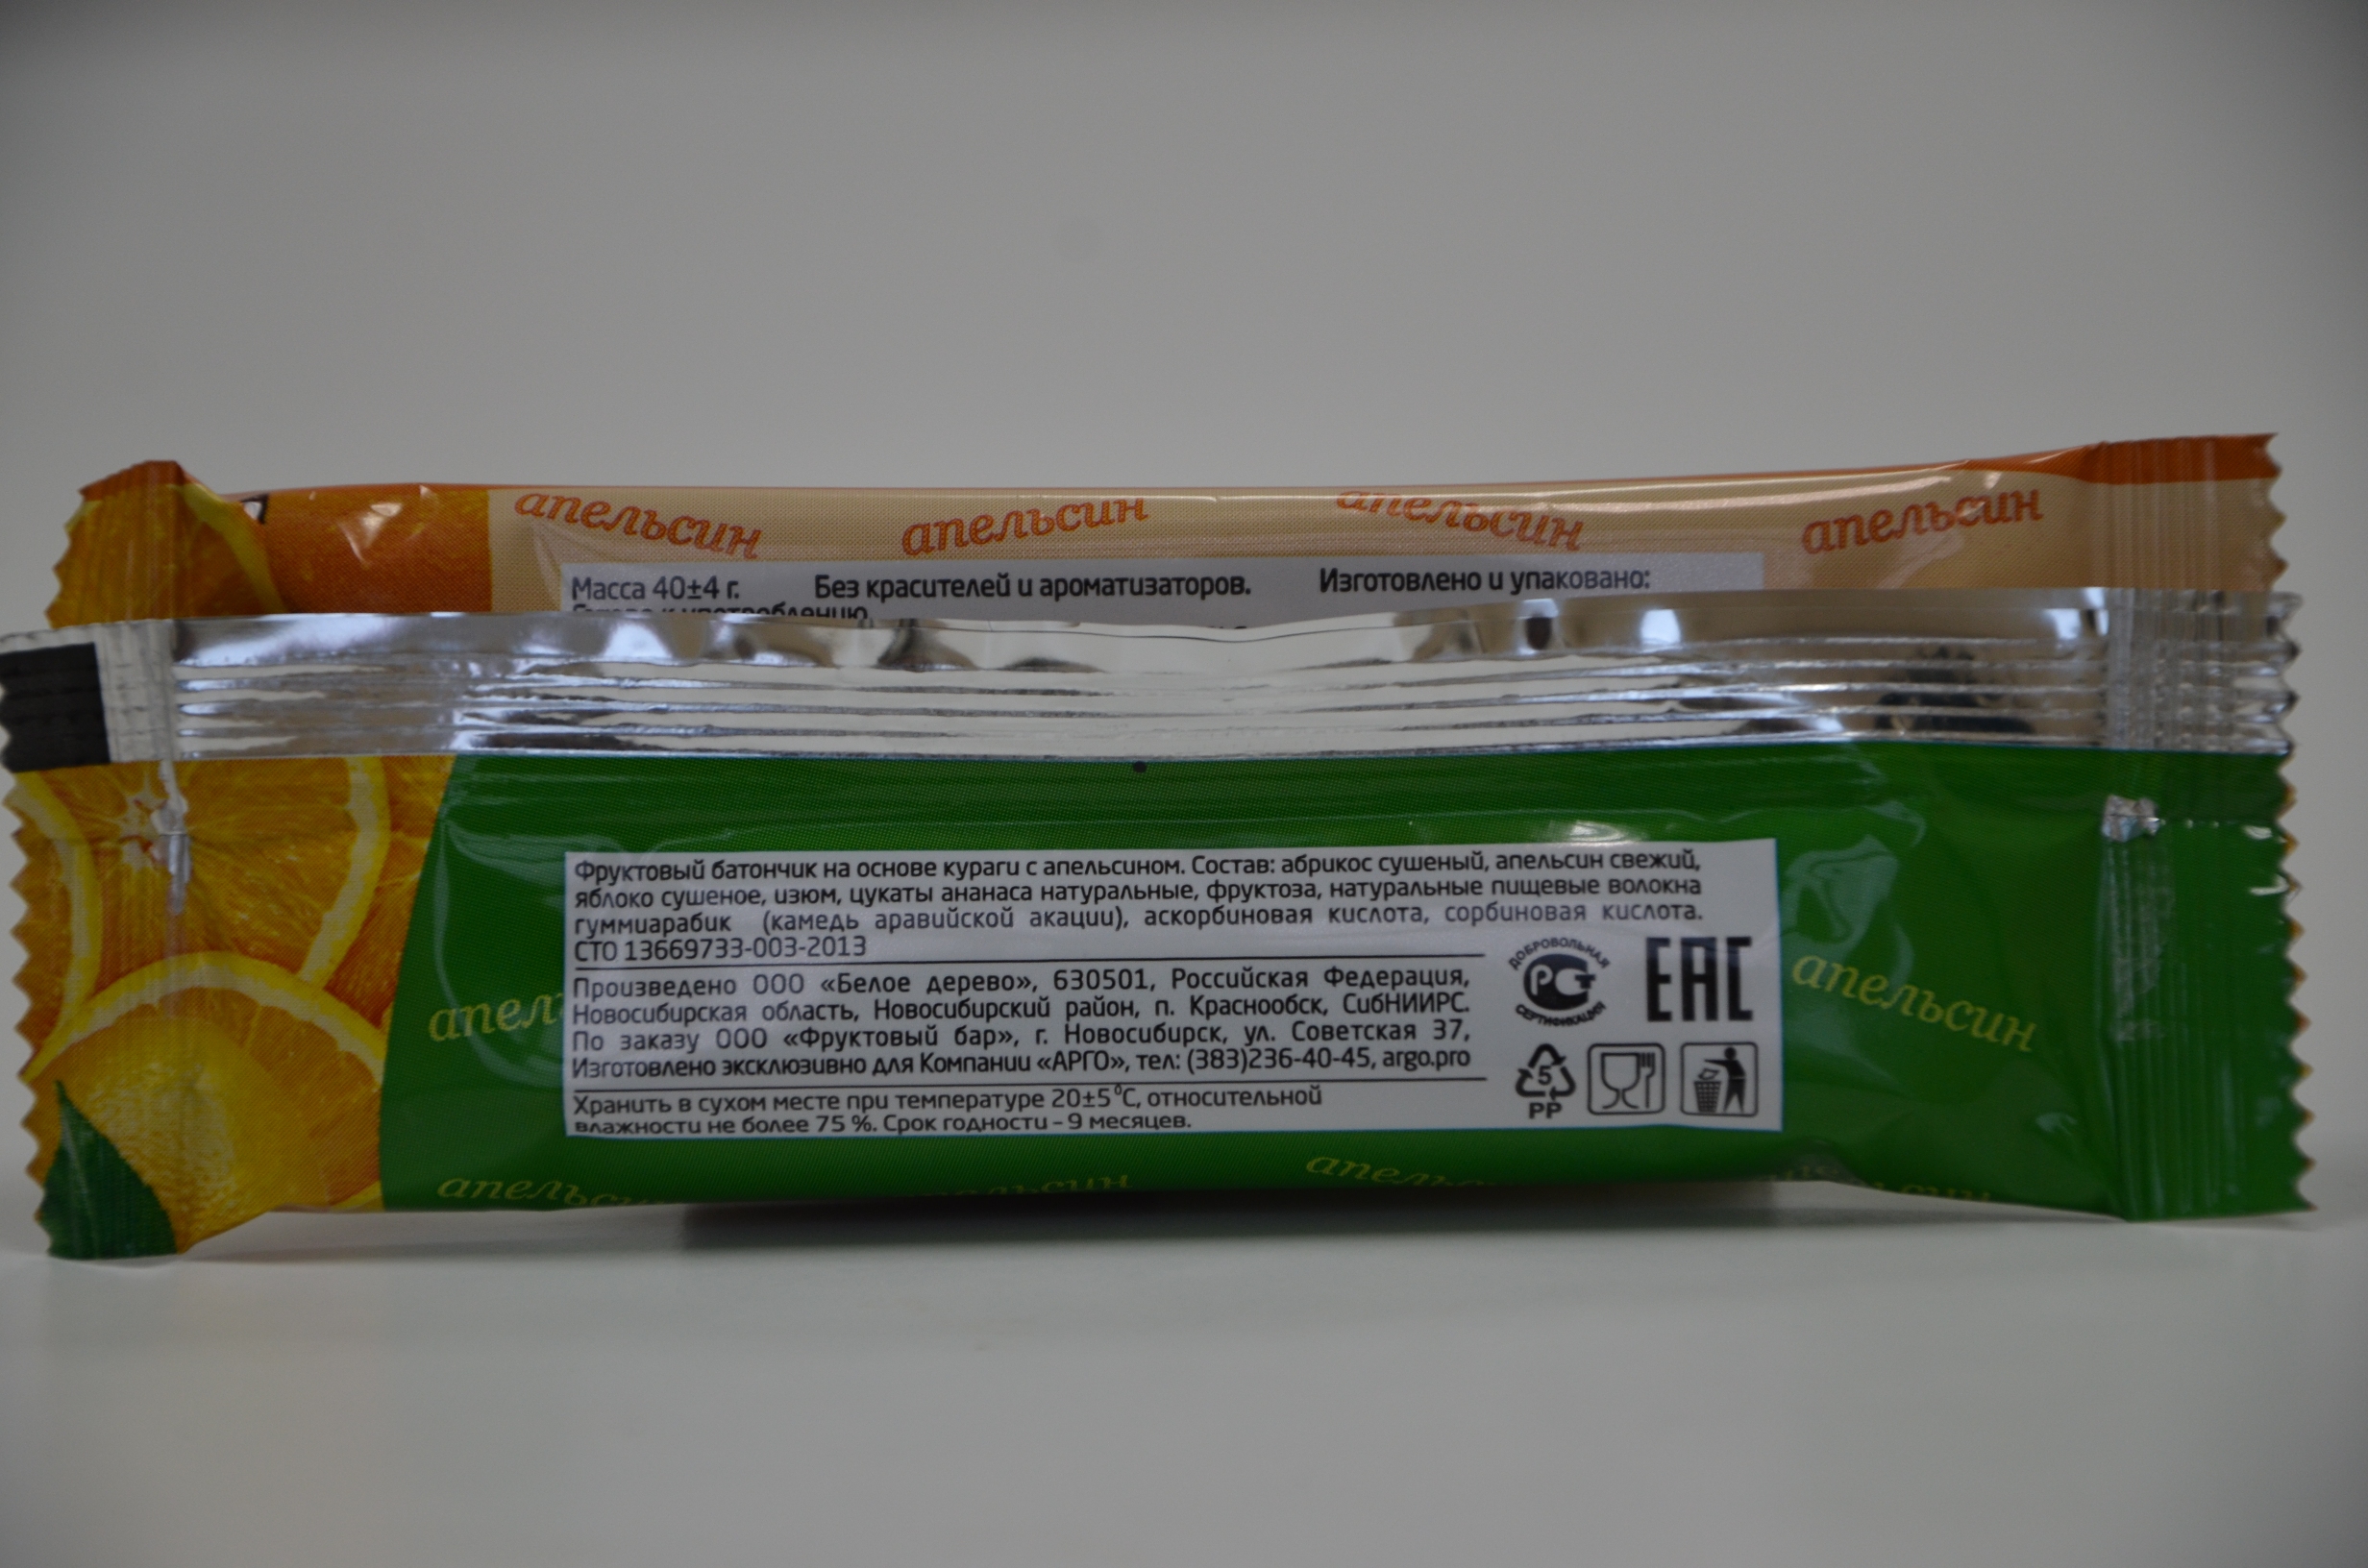 апельсин апельсин апельсин апельсин
Масса 40±4 г. Без красителей и ароматизаторов. Изготовлено и упаковано:
к употреблению
Фруктовый батончик на основе кураги с апельсином. Состав: абрикос сушеный, апельсин свежий,
яблоко сушеное, изюм, цукаты ананаса натуральные, фруктоза, натуральные пищевые волокна
гуммиарабик (камедь аравийской акации), аскорбиновая кислота, сорбиновая кислота.
СТО 13669733-003-2013
Произведено ООО «Белое дерево», 630501, Российская Федерация,
Новосибирская область, Новосибирский район, п. Краснообск, СибНИИРС.
По заказу ООО «Фруктовый бар», г. Новосибирск, ул. Советская 37,
Изготовлено эксклюзивно для Компании «АРГО», тел: (383)236-40-45, argo.pro
Хранить в сухом месте при температуре 20±5°С, относительной
влажности не более 75 %. Срок годности – 9 месяцев.
ДОБРОВОЛЬНАЯ
РСТ
СЕРТИФИКАЦИЯ
ЕАС
5
PP
апел
апельсин
апельсин апельсин апель